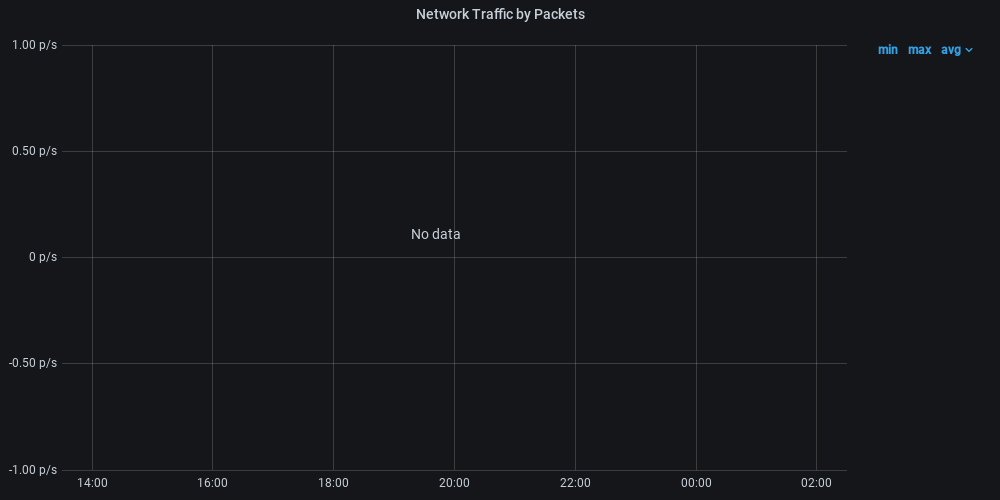 Network Traffic by Packets
1.00 p/s
min max avg
0.50 p/s
No data
0 p/s
-0.50 p/s
-1.00 p/s
14:00 16:00 18:00 20:00 22:00 00:00 02:00